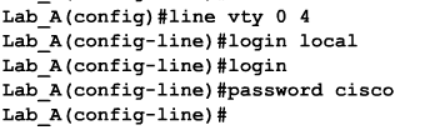 Lab_A(config)#line vty 0 4
Lab_A(config-line)#login local
Lab_A(config-line)#login
Lab_A(config-line)#password cisco
Lab_A(config-line)#